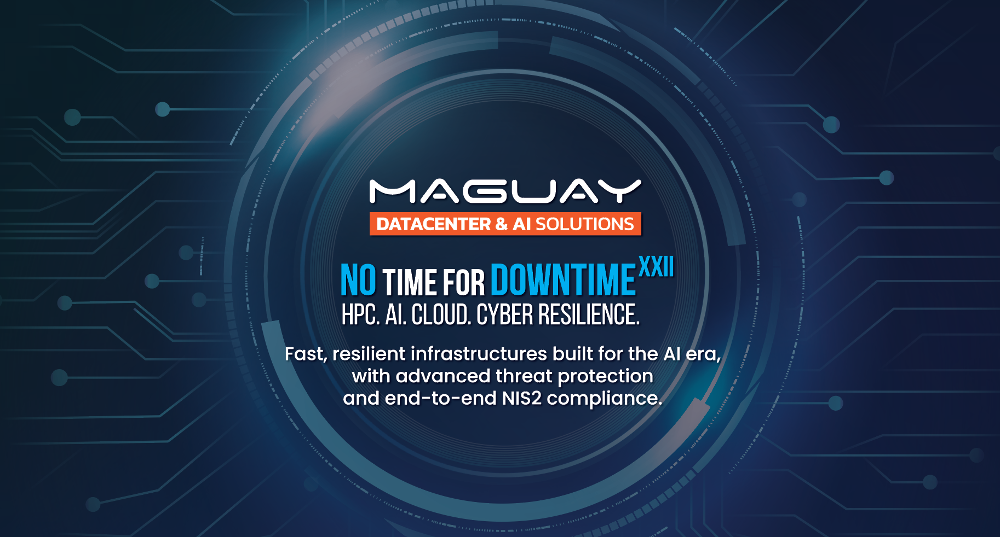 MAGUAY
DATACENTER & AI SOLUTIONS
NO TIME FOR DOWNTIME XXII
HPC. AI. CLOUD. CYBER RESILIENCE.
Fast, resilient infrastructures built for the AI era,
with advanced threat protection
and end-to-end NIS2 compliance.